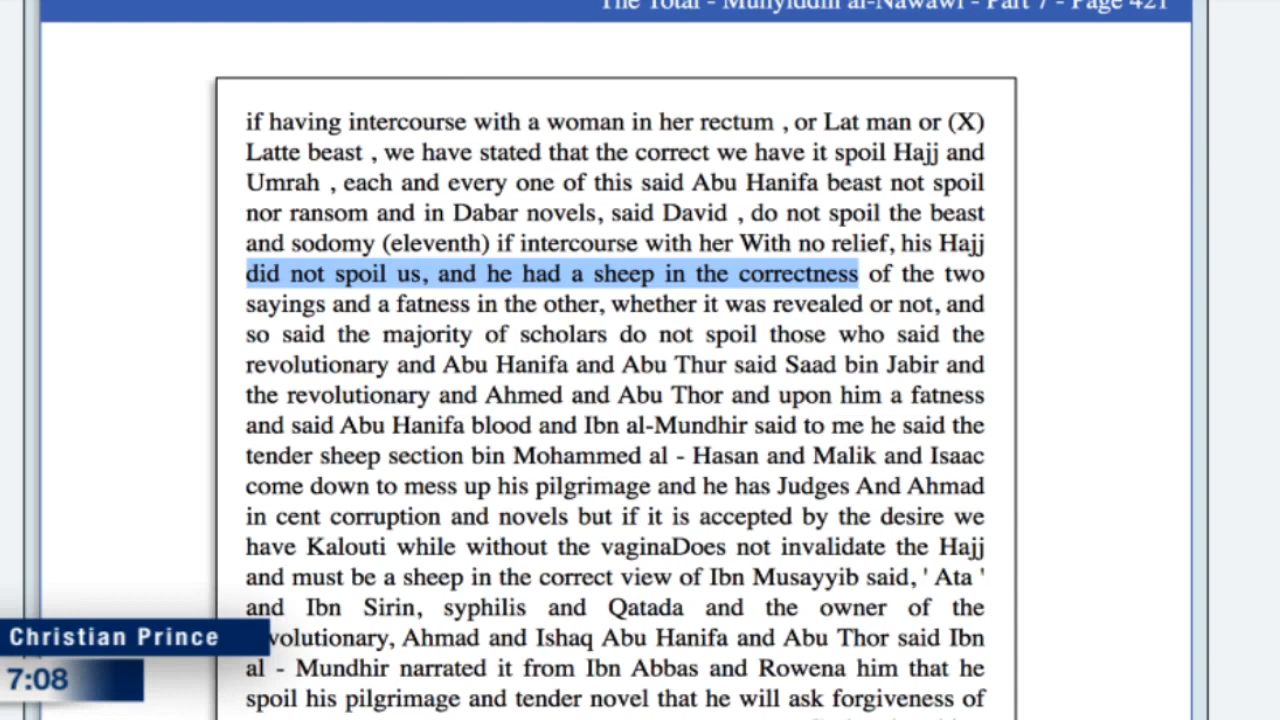 The Total - Muhyiddin al-Nawawi - Part 7 - Page 421
if having intercourse with a woman in her rectum , or Lat man or (X)
Latte beast , we have stated that the correct we have it spoil Hajj and
Umrah , each and every one of this said Abu Hanifa beast not spoil
nor ransom and in Dabar novels, said David , do not spoil the beast
and sodomy (eleventh) if intercourse with her With no relief, his Hajj
did not spoil us, and he had a sheep in the correctness of the two
sayings and a fatness in the other, whether it was revealed or not, and
so said the majority of scholars do not spoil those who said the
revolutionary and Abu Hanifa and Abu Thur said Saad bin Jabir and
the revolutionary and Ahmed and Abu Thor and upon him a fatness
and said Abu Hanifa blood and Ibn al-Mundhir said to me he said the
tender sheep section bin Mohammed al - Hasan and Malik and Isaac
come down to mess up his pilgrimage and he has Judges And Ahmad
in cent corruption and novels but if it is accepted by the desire we
have Kalouti while without the vaginaDoes not invalidate the Hajj
and must be a sheep in the correct view of Ibn Musayyib said, ' Ata '
and Ibn Sirin, syphilis and Qatada and the owner of the
volutionary, Ahmad and Ishaq Abu Hanifa and Abu Thor said Ibn
al - Mundhir narrated it from Ibn Abbas and Rowena him that he
spoil his pilgrimage and tender novel that he will ask forgiveness of
Christian Prince
7:08